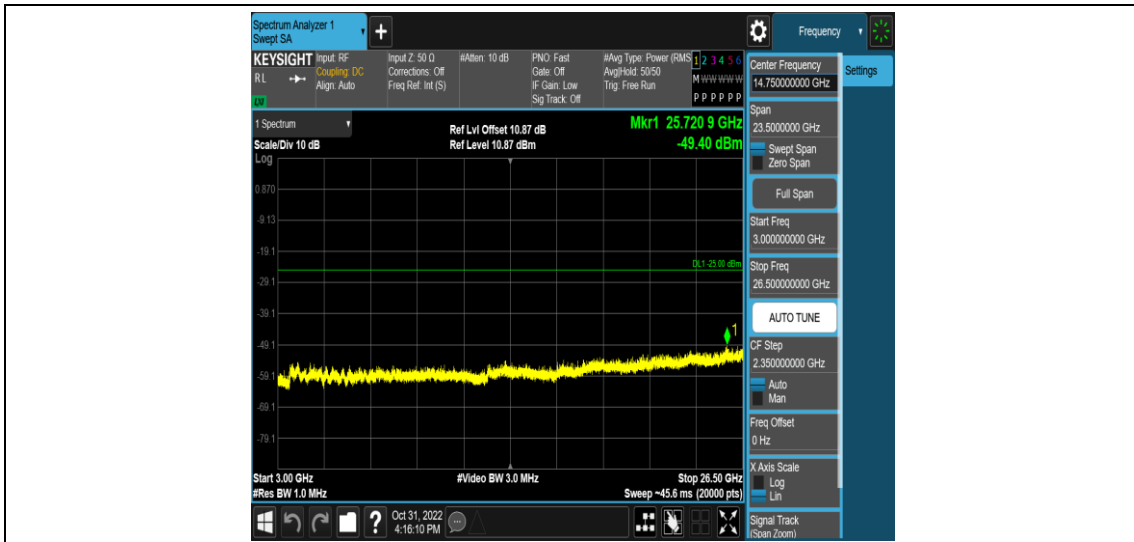 Spectrum Analyzer 1
Swept SA
+
Frequency
KEYSIGHT
RL
LXI
Input: RF
Coupling: DC
Align: Auto
Input Z: 50 Ω
Corrections: Off
Freq Ref: Int (S)
#Atten: 10 dB
PNO: Fast
Gate: Off
IF Gain: Low
Sig Track: Off
#Avg Type: Power (RMS
Avg|Hold: 50/50
Trig: Free Run
1 2 3 4 5 6
M W W W W W
P P P P P P
1 Spectrum
Scale/Div 10 dB
Log
Ref Lvl Offset 10.87 dB
Ref Level 10.87 dBm
Mkr1 25.720 9 GHz
-49.40 dBm
0.870
-9.13
-19.1
DL1 -25.00 dBm
-29.1
-39.1
1
-49.1
-59.1
-69.1
-79.1
Start 3.00 GHz
#Res BW 1.0 MHz
#Video BW 3.0 MHz
Stop 26.50 GHz
Sweep ~45.6 ms (20000 pts)
Center Frequency
14.750000000 GHz
Settings
Span
23.5000000 GHz
Swept Span
Zero Span
Full Span
Start Freq
3.000000000 GHz
Stop Freq
26.500000000 GHz
AUTO TUNE
CF Step
2.350000000 GHz
Auto
Man
Freq Offset
0 Hz
X Axis Scale
Log
Lin
Signal Track
(Span Zoom)
?
Oct 31, 2022
4:16:10 PM